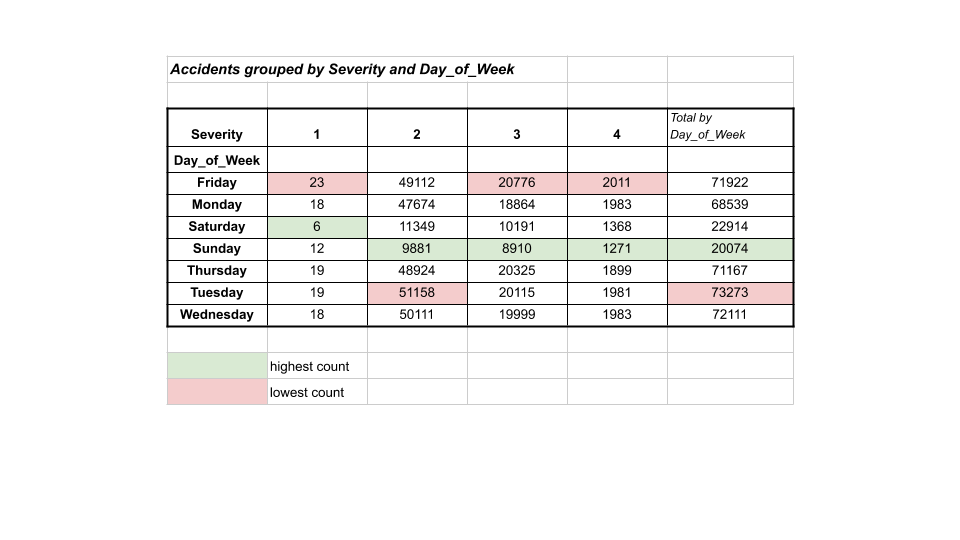 Accidents grouped by Severity and Day_of_Week
Total by
Severity 1 2 3 4 Day_of_Week
Day_of_Week
Friday 23 49112 20776 2011 71922
Monday 18 47674 18864 1983 68539
Saturday 6 11349 10191 1368 22914
Sunday 12 9881 8910 1271 20074
Thursday 19 48924 20325 1899 71167
Tuesday 19 51158 20115 1981 73273
Wednesday 18 50111 19999 1983 72111
highest count
lowest count